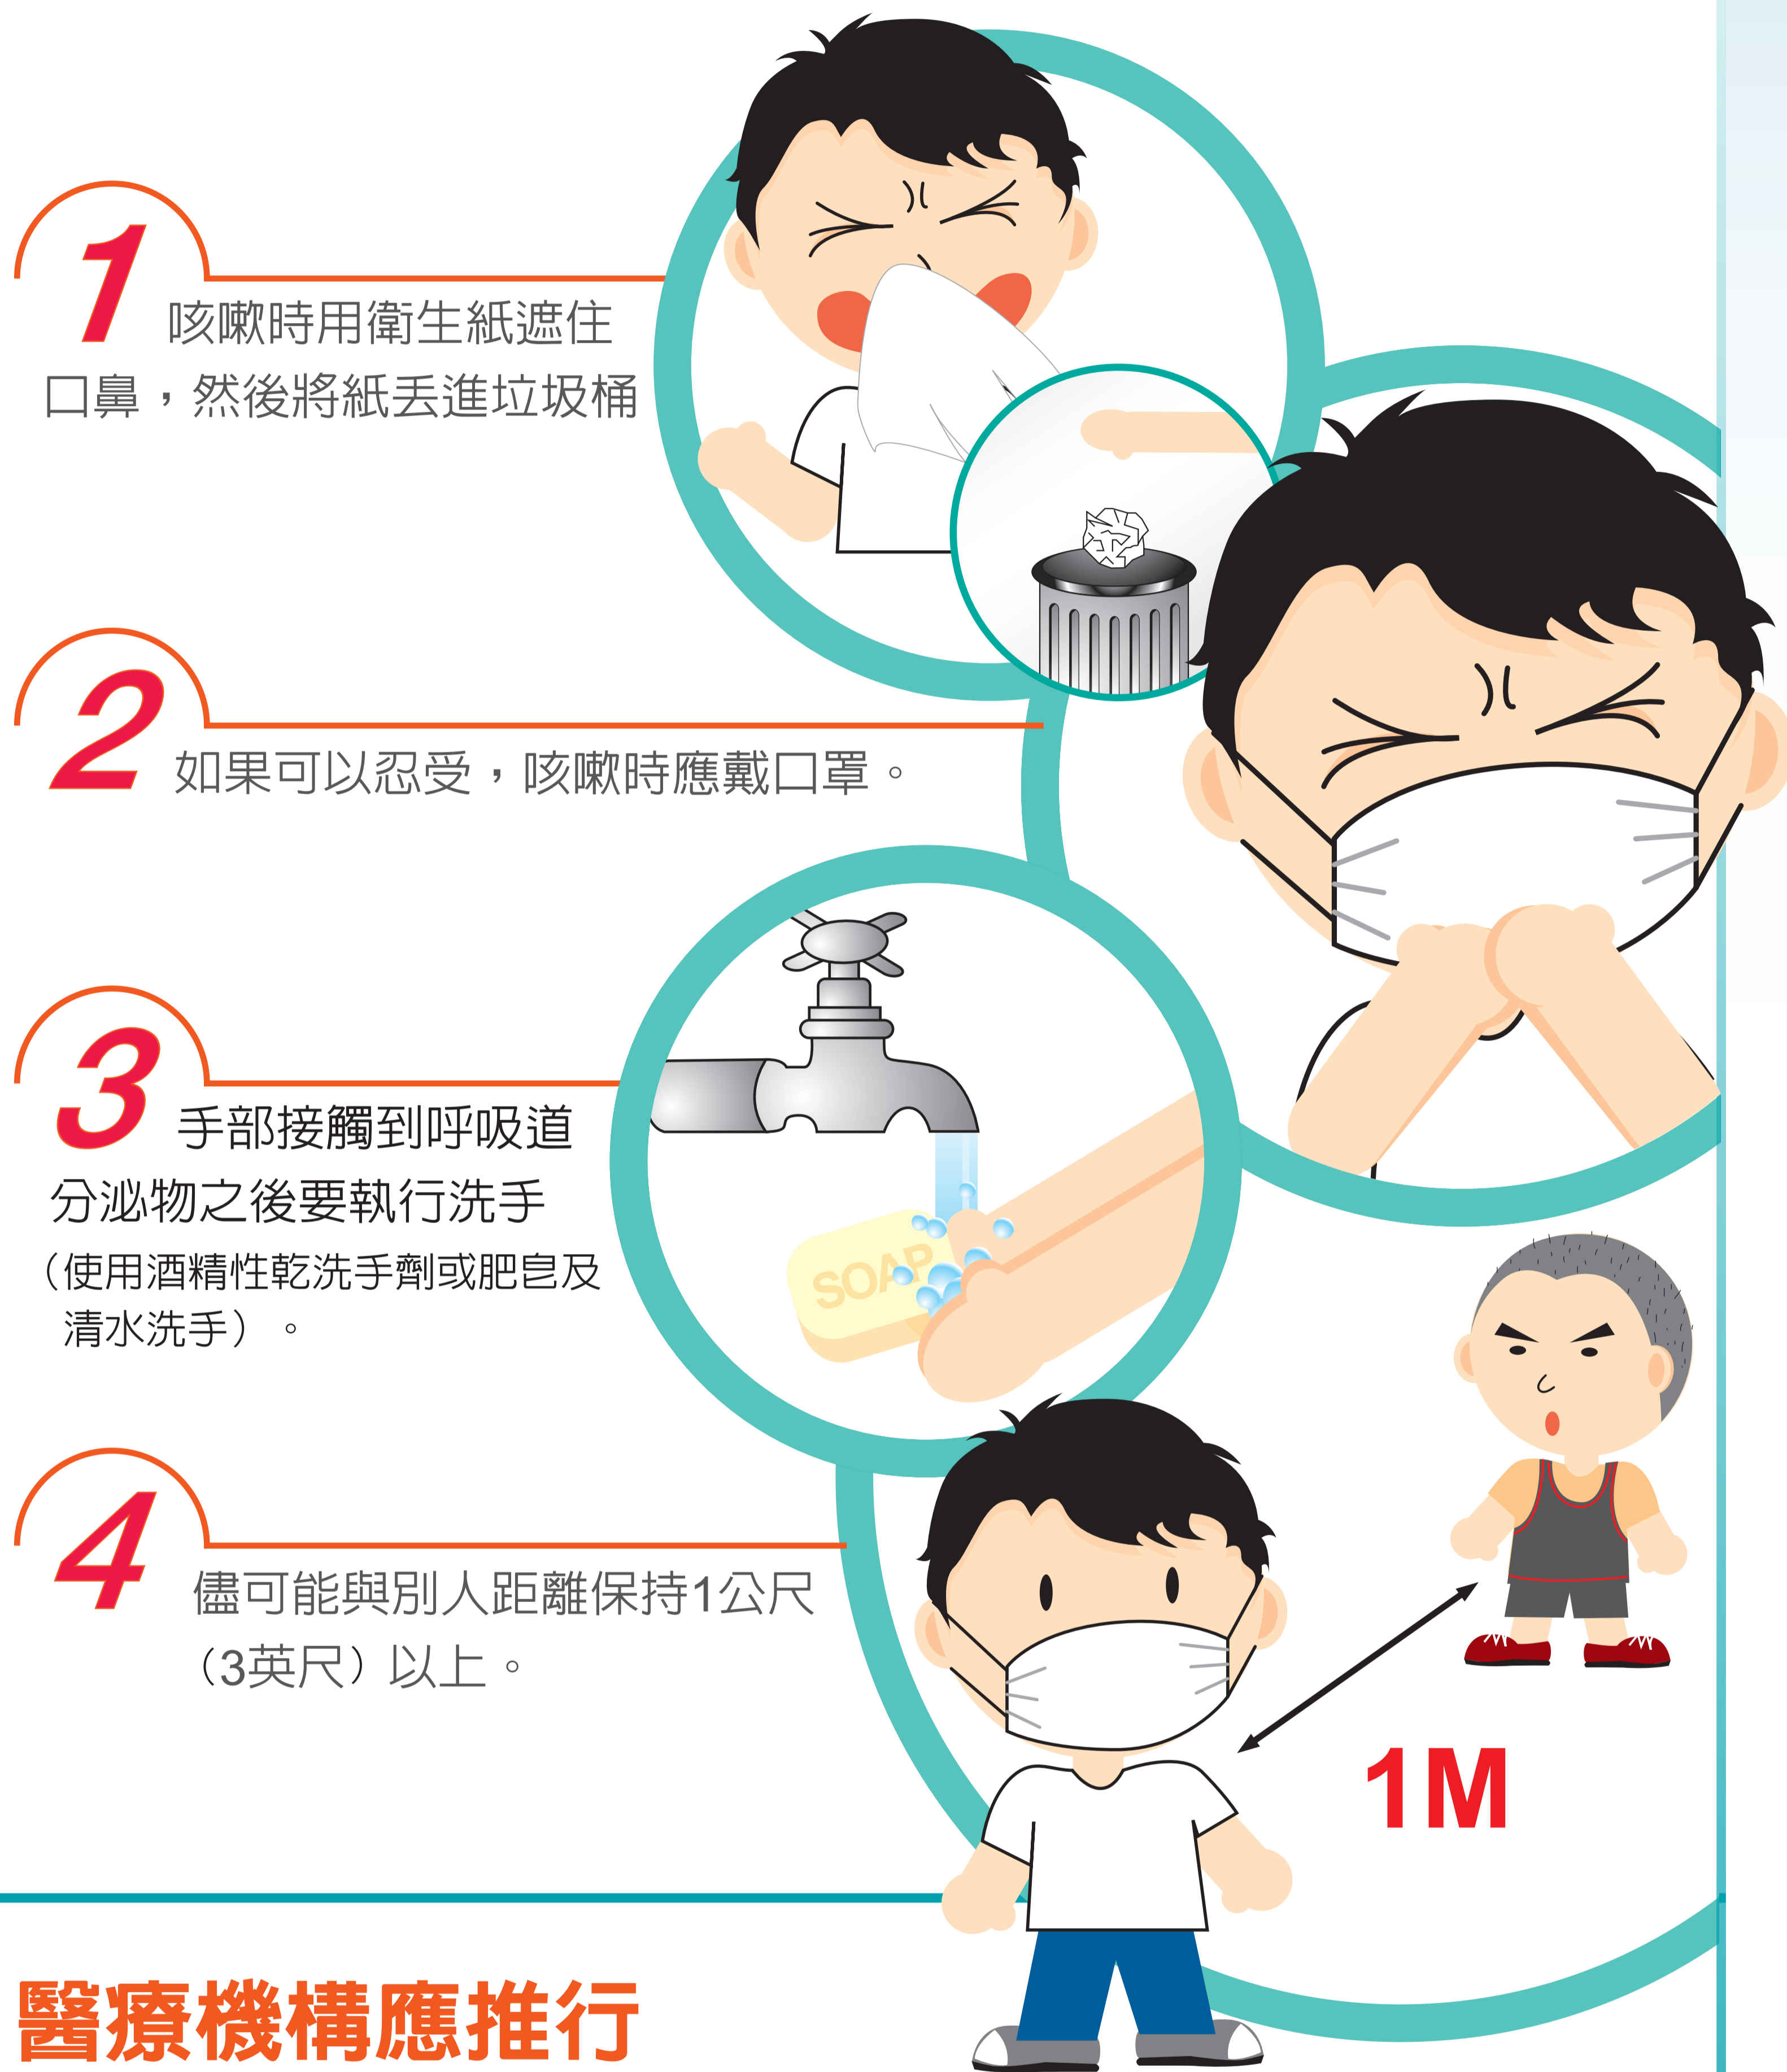 1
咳嗽時用衛生紙遮住
口鼻，然後將紙丟進垃圾桶
2
如果可以忍受，咳嗽時應戴口罩。
3
手部接觸到呼吸道
分泌物之後要執行洗手
（使用酒精性乾洗手劑或肥皂及
清水洗手）。
SOAP
4
儘可能與別人距離保持1公尺
（3英尺）以上。
1M
醫療機構應推行